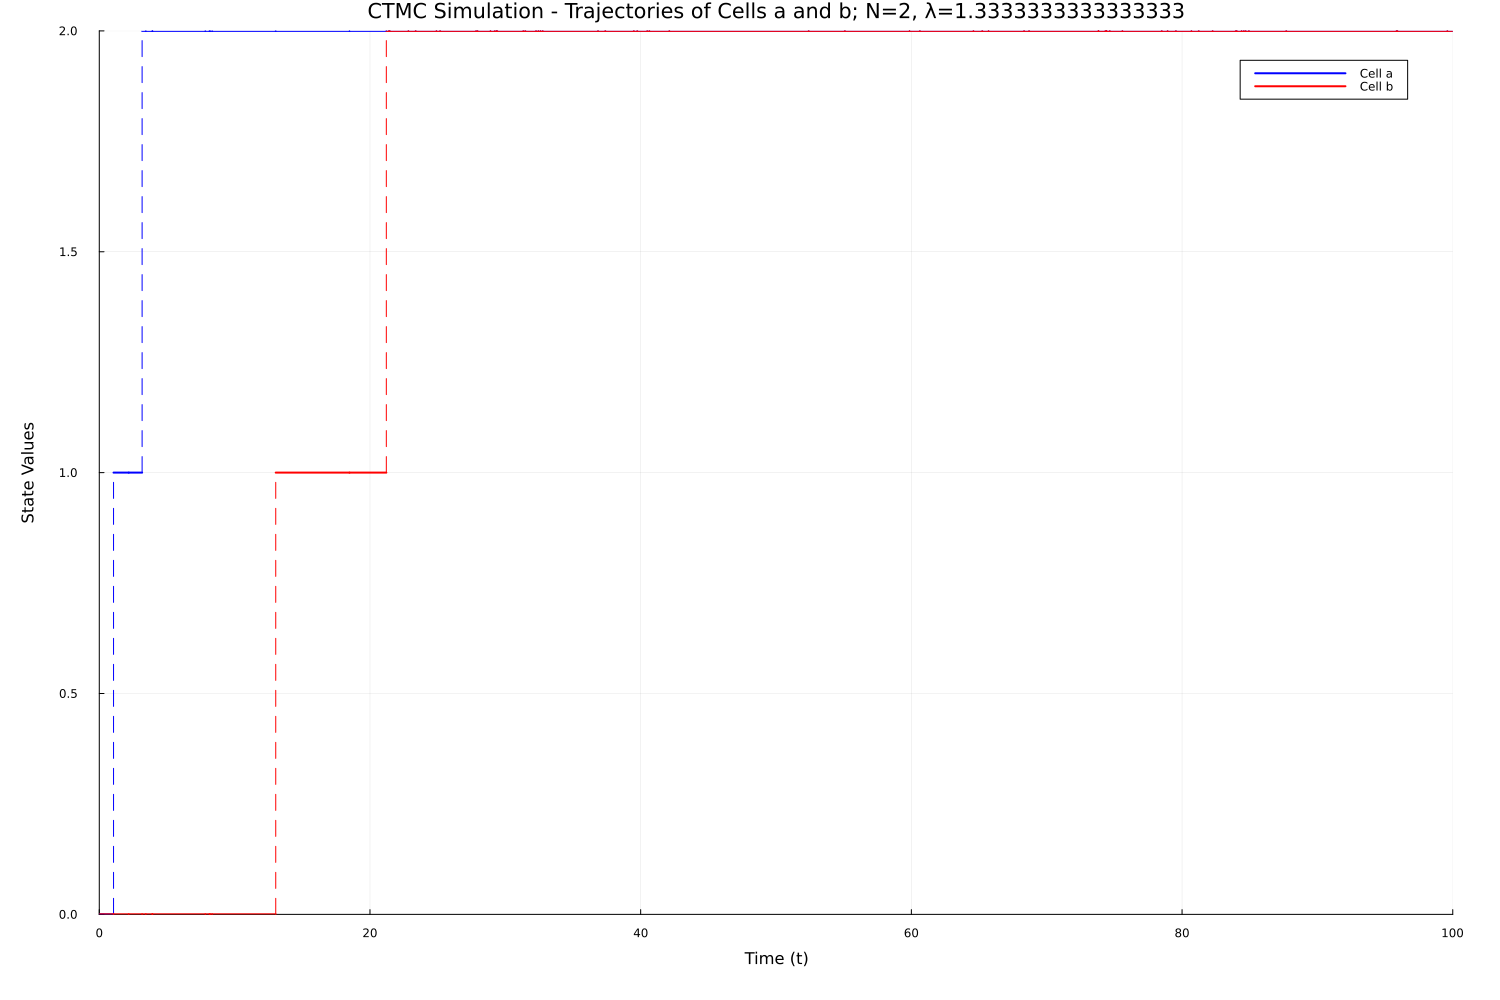 CTMC Simulation - Trajectories of Cells a and b; N=2, λ=1.3333333333333333
2.0
Cell a
Cell b
1.5
State Values
1.0
0.5
0.0
0 20 40 60 80 100
Time (t)